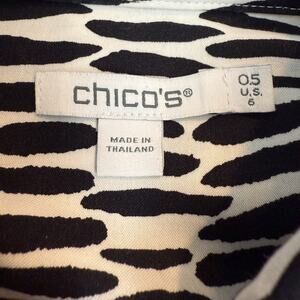 chico's®
0.5
U.S.
6
MADE IN
THAILAND